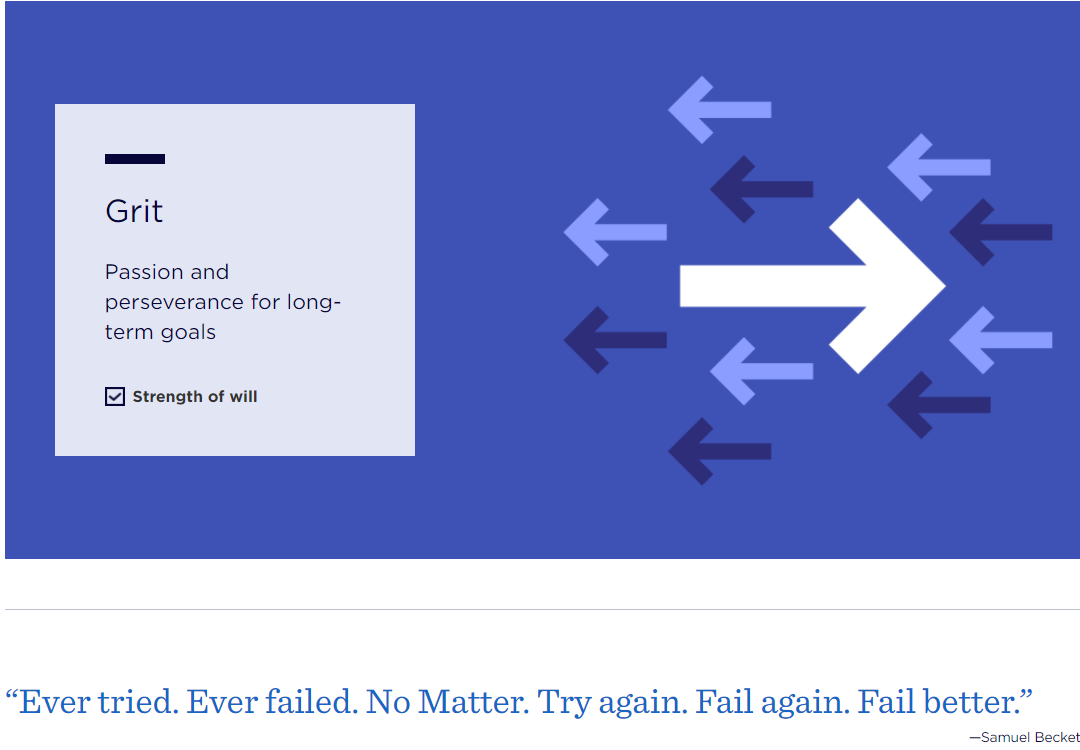 Grit
Passion and
perseverance for long-
term goals
Strength of will
“Ever tried. Ever failed. No Matter. Try again. Fail again. Fail better.”
—Samuel Becket